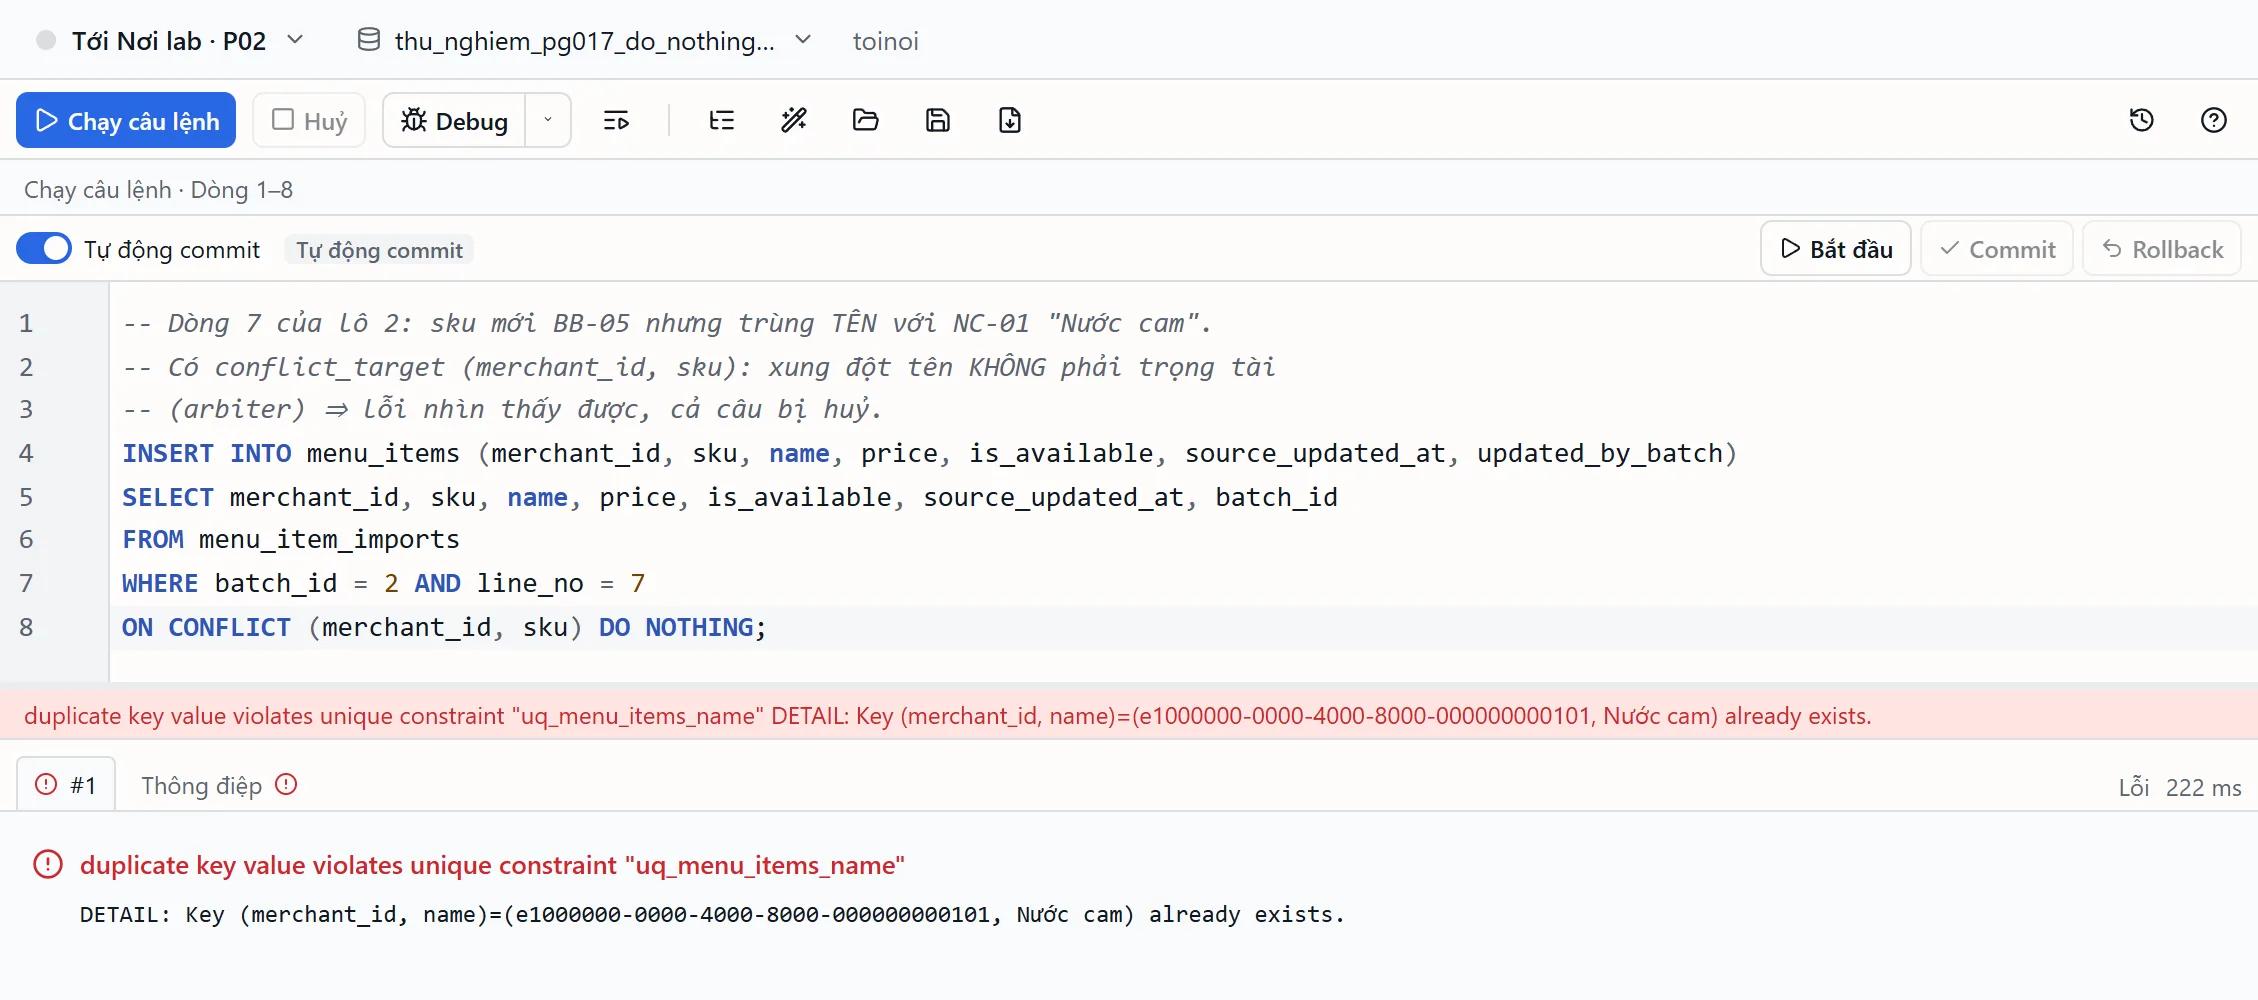 Tới Nơi lab · P02 thu_nghiem_pg017_do_nothing... toinoi
Chạy câu lệnh Huỷ Debug
Chạy câu lệnh · Dòng 1–8
Tự động commit Tự động commit Bắt đầu Commit Rollback
1 -- Dòng 7 của lô 2: sku mới BB-05 nhưng trùng TÊN với NC-01 "Nước cam".
2 -- Có conflict_target (merchant_id, sku): xung đột tên KHÔNG phải trọng tài
3 -- (arbiter) ⇒ lỗi nhìn thấy được, cả câu bị huỷ.
4 INSERT INTO menu_items (merchant_id, sku, name, price, is_available, source_updated_at, updated_by_batch)
5 SELECT merchant_id, sku, name, price, is_available, source_updated_at, batch_id
6 FROM menu_item_imports
7 WHERE batch_id = 2 AND line_no = 7
8 ON CONFLICT (merchant_id, sku) DO NOTHING;
duplicate key value violates unique constraint "uq_menu_items_name" DETAIL: Key (merchant_id, name)=(e1000000-0000-4000-8000-000000000101, Nước cam) already exists.
#1 Thông điệp Lỗi 222 ms
duplicate key value violates unique constraint "uq_menu_items_name"
DETAIL: Key (merchant_id, name)=(e1000000-0000-4000-8000-000000000101, Nước cam) already exists.